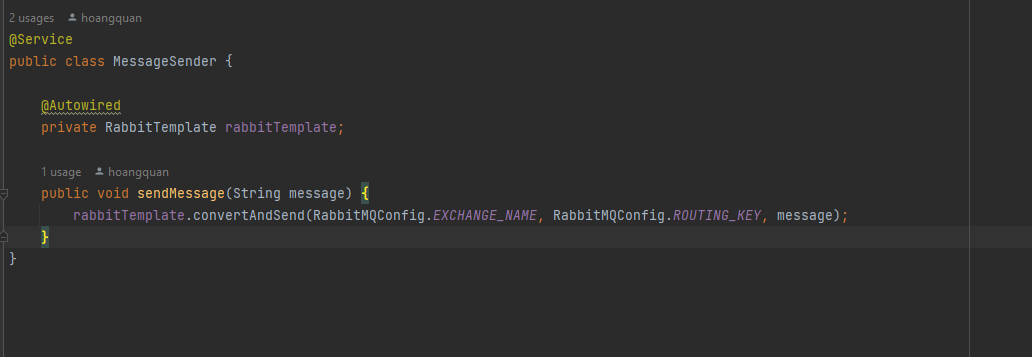 2 usages hoangquan
@Service
public class MessageSender {
@Autowired
private RabbitTemplate rabbitTemplate;
1 usage hoangquan
public void sendMessage(String message) {
rabbitTemplate.convertAndSend(RabbitMQConfig.EXCHANGE_NAME, RabbitMQConfig.ROUTING_KEY, message);
}
}